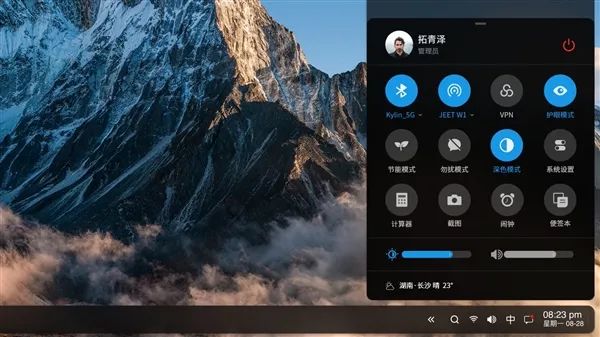 拓青泽
管理员
Kylin_5G
JEET W1
VPN
护眼模式
节能模式
勿扰模式
深色模式
系统设置
计算器
截图
闹钟
便签本
湖南·长沙 晴 23°
中
08:23 pm
星期一 08-28